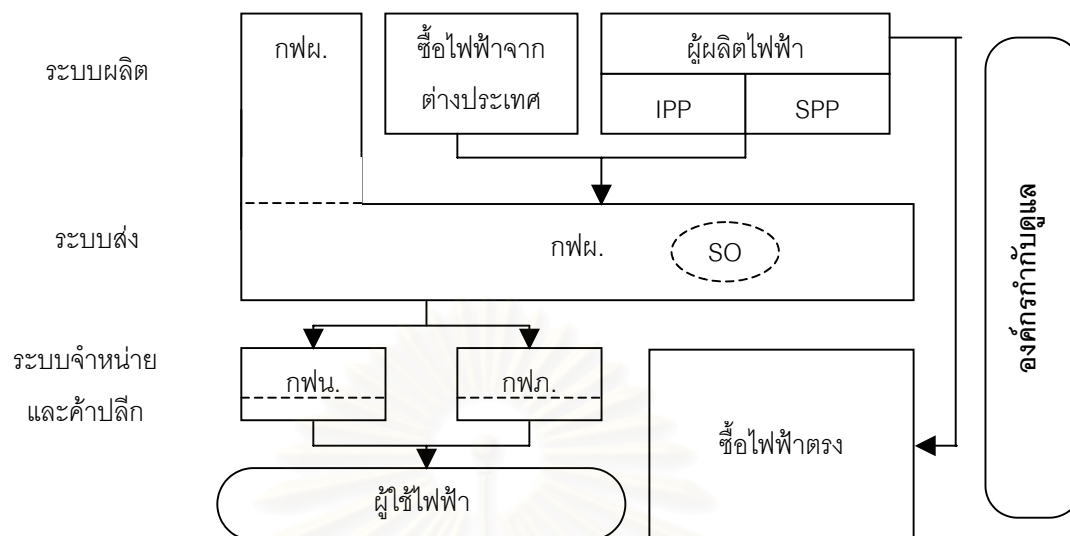 ระบบผลิต
กฟผ.
ซื้อไฟฟ้าจาก
ต่างประเทศ
ผู้ผลิตไฟฟ้า
IPP
SPP
ระบบส่ง
กฟผ.
SO
องค์กรกำกับดูแล
ระบบจำหน่าย
และค้าปลีก
กฟน.
กฟภ.
ซื้อไฟฟ้าตรง
ผู้ใช้ไฟฟ้า